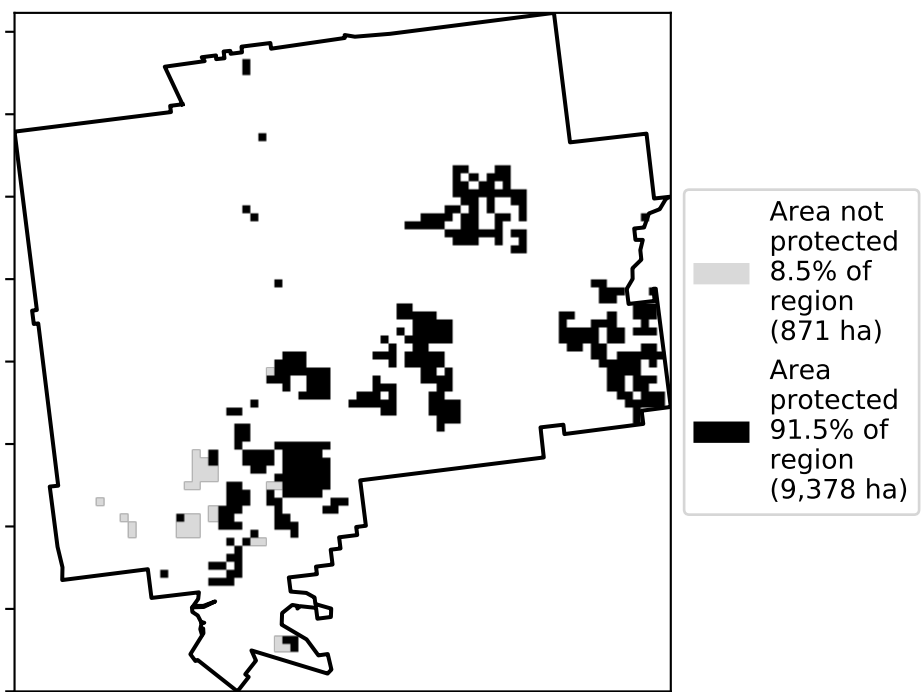 Area not
protected
8.5% of
region
(871 ha)
Area
protected
91.5% of
region
(9,378 ha)